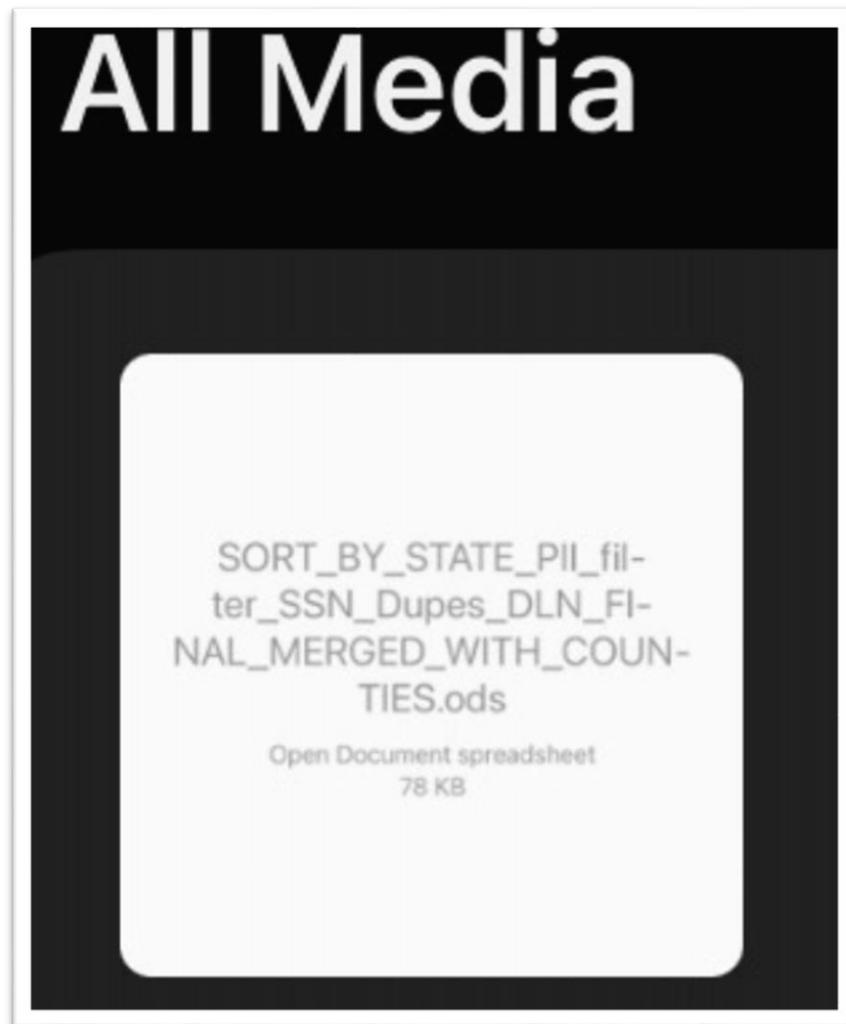 All Media
SORT_BY_STATE_PII_fil-
ter_SSN_Dupes_DLN_FI-
NAL_MERGED_WITH_COUN-
TIES.ods
Open Document spreadsheet
78 KB